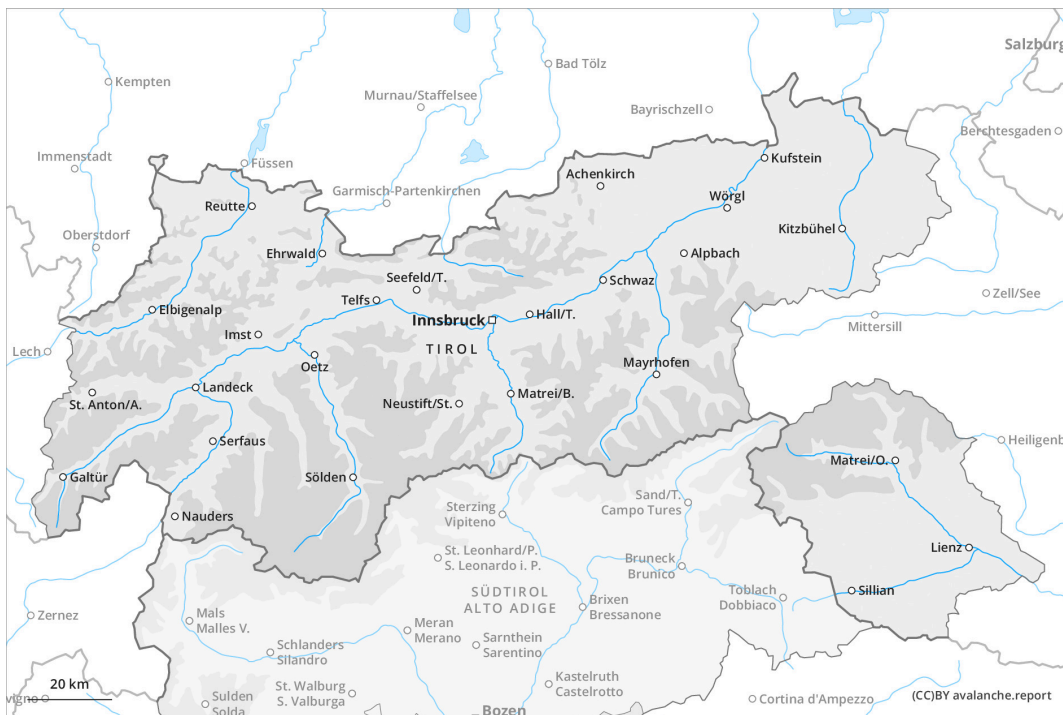 Salzburg
Kempten
Bad Tölz
Murnau/Staffelsee
Bayrischzell
Berchtesgaden
Immenstadt
Füssen
Kufstein
Achenkirch
Garmisch-Partenkirchen
Reutte
Wörgl
Oberstdorf
Kitzbühel
Ehrwald
Alpbach
Seefeld/T.
Schwaz
Zell/See
Telfs
Elbigenalp
Innsbruck
Hall/T.
Mittersill
Imst
TIROL
Lech
Oetz
Mayrhofen
Landeck
St. Anton/A.
Neustift/St.
Matrei/B.
Serfaus
Heiligenb
Matrei/O.
Galtür
Sölden
Sand/T.
Campo Tures
Sterzing
Vipiteno
Nauders
Lienz
St. Leonhard/P.
S. Leonardo i. P.
Bruneck
Brunico
SÜDTIROL
ALTO ADIGE
Toblach
Dobbiaco
Sillian
Brixen
Bressanone
Zernez
Mals
Malles V.
Meran
Merano
Sarnthein
Sarentino
Schlanders
Silandro
Kastelruth
Castelrotto
20 km
St. Walburg
S. Valburga
vigno
Sulden
Solda
Cortina d'Ampezzo
(CC)BY avalanche.report
Bozen